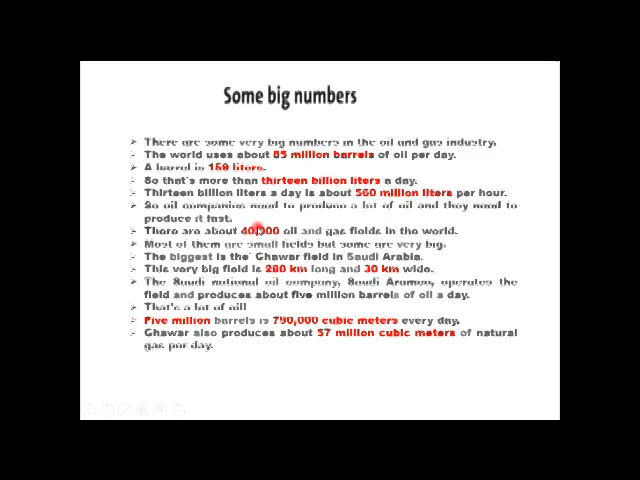 Some big numbers
There are some very big numbers in the oil and gas industry.
The world uses about 85 million barrels of oil per day.
A barrel is 159 liters.
So that's more than thirteen billion liters a day.
Thirteen billion liters a day is about 560 million liters per hour.
So oil companies need to produce a lot of oil and they need to
produce it fast.
There are about 40,000 oil and gas fields in the world.
Most of them are small fields but some are very big.
The biggest is the Ghawar field in Saudi Arabia.
This very big field is 280 km long and 30 km wide.
The Saudi national oil company, Saudi Aramco, operates the
field and produces about five million barrels of oil a day.
That's a lot of oil!
Five million barrels is 790,000 cubic meters every day.
Ghawar also produces about 57 million cubic meters of natural
gas per day.